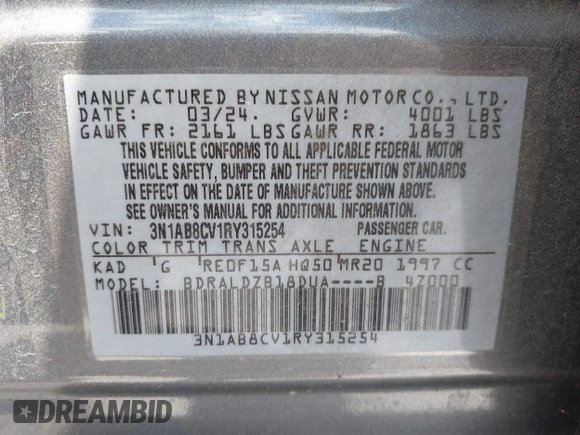 MANUFACTURED BY NISSAN MOTOR CO., LTD.
DATE: 03/24. GVWR: 4001 LBS
GAWR FR: 2161 LBS GAWR RR: 1863 LBS
THIS VEHICLE CONFORMS TO ALL APPLICABLE FEDERAL MOTOR
VEHICLE SAFETY, BUMPER AND THEFT PREVENTION STANDARDS
IN EFFECT ON THE DATE OF MANUFACTURE SHOWN ABOVE.
SEE OWNER'S MANUAL FOR ADDITIONAL INFORMATION
VIN: 3N1AB8CV1RY315254 PASSENGER CAR.
COLOR TRIM TRANS AXLE ENGINE
KAD 'G 'RE0F15A HQ50'MR20 1997 CC
MODEL: BDRALDZB18DUA----B 47000
3N1AB8CV1RY315254
DREAMBID